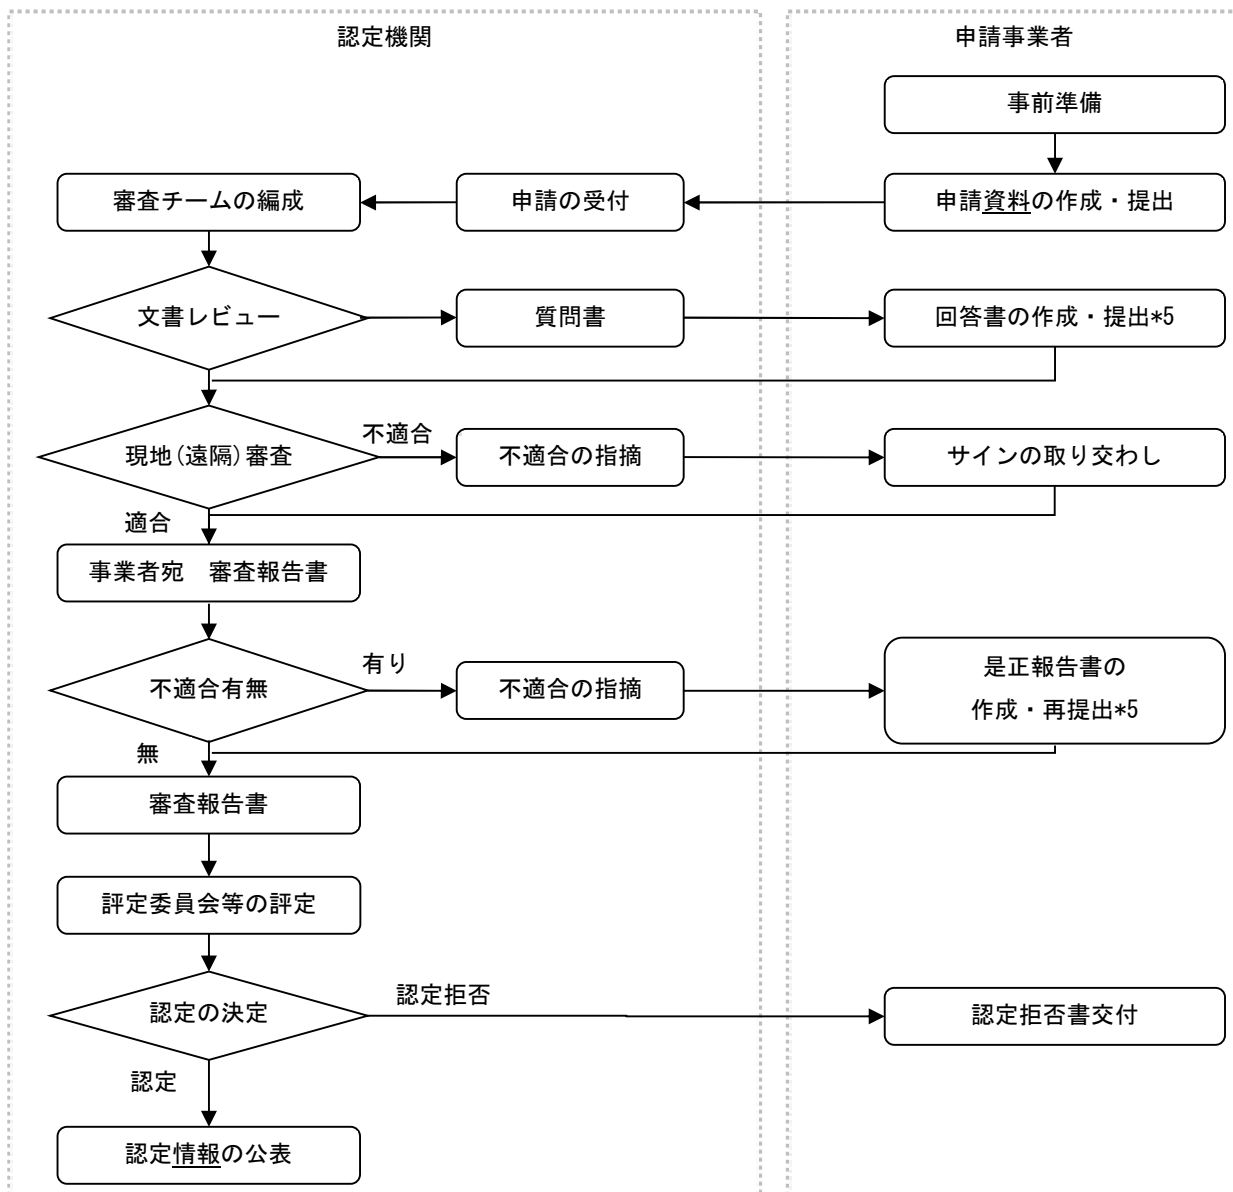 認定機関
申請事業者
事前準備
審査チームの編成
申請の受付
申請資料の作成・提出
文書レビュー
質問書
回答書の作成・提出*5
現地(遠隔)審査
不適合
不適合の指摘
サインの取り交わし
適合
事業者宛　審査報告書
不適合有無
有り
不適合の指摘
是正報告書の
作成・再提出*5
無
審査報告書
評定委員会等の評定
認定の決定
認定拒否
認定拒否書交付
認定
認定情報の公表